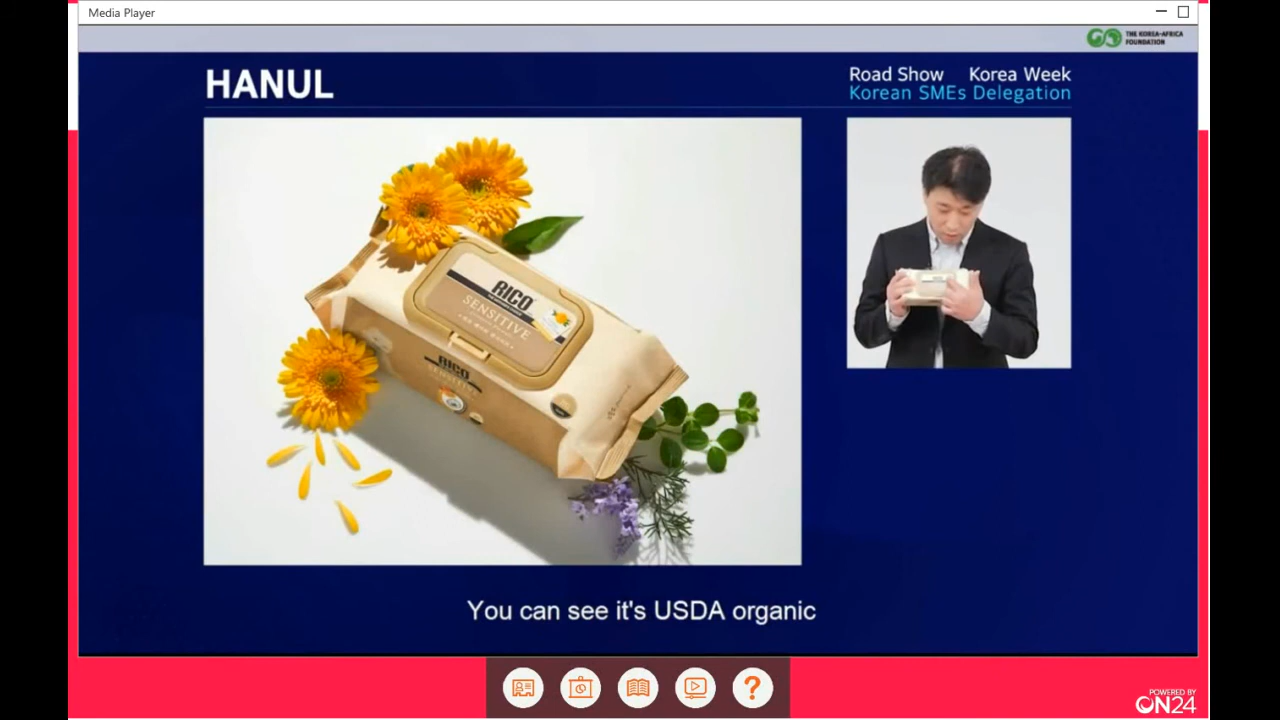 Media Player
THE KOREA-AFRICA
FOUNDATION
HANUL
Road Show Korea Week
Korean SMEs Delegation
RICO
SENSITIVE
RICO
SENSITIVE
You can see it's USDA organic
?
POWERED BY
ON24